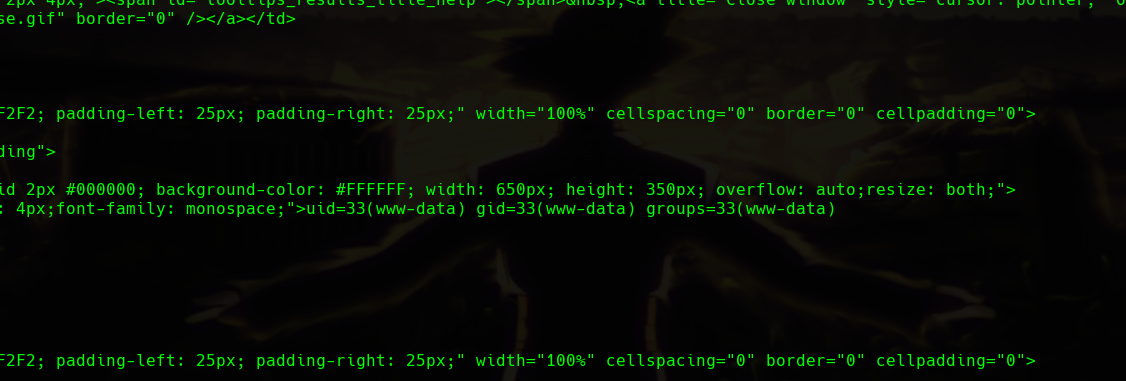 2px 4px;"><span id="tooltips_results_title_help"></span>&nbsp;<a title="Close window" style="cursor: pointer;
se.gif" border="0" /></a></td>
F2F2; padding-left: 25px; padding-right: 25px;" width="100%" cellspacing="0" border="0" cellpadding="0">
ding">
id 2px #000000; background-color: #FFFFFF; width: 650px; height: 350px; overflow: auto;resize: both;">
: 4px;font-family: monospace;">uid=33(www-data) gid=33(www-data) groups=33(www-data)
F2F2; padding-left: 25px; padding-right: 25px;" width="100%" cellspacing="0" border="0" cellpadding="0">